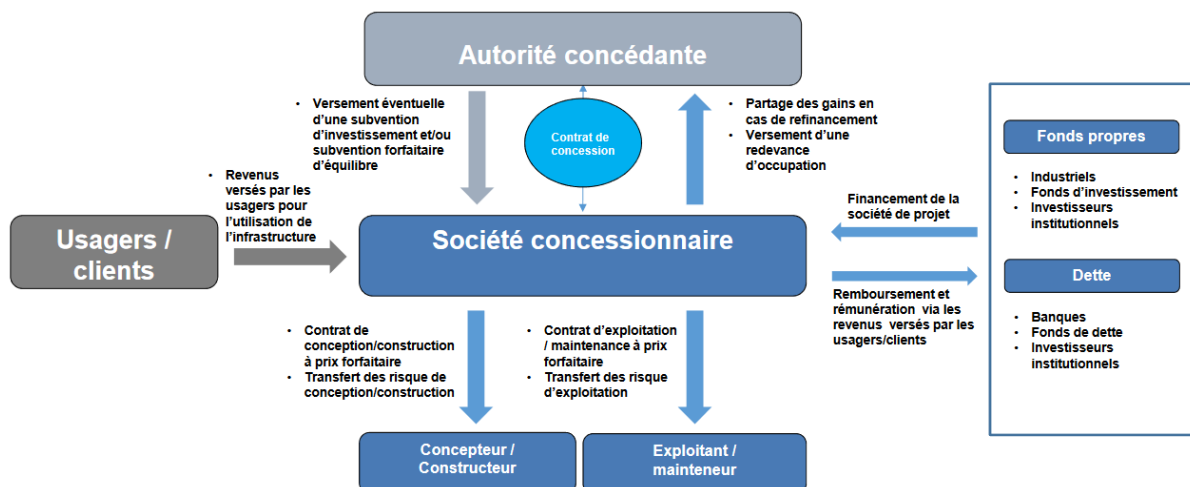 Autorité concédante
• Versement éventuelle
d'une subvention
d'investissement et/ou
subvention forfaitaire
d'équilibre
Contrat de
concession
• Partage des gains en
cas de refinancement
• Versement d'une
redevance
d'occupation
Fonds propres
• Industriels
• Fonds d'investissement
• Investisseurs
institutionnels
• Revenus
versés par les
usagers pour
l'utilisation de
l'infrastructure
Usagers /
clients
Société concessionnaire
Financement de la
société de projet
Remboursement et
rémunération via les
revenus versés par les
usagers/clients
Dette
• Banques
• Fonds de dette
• Investisseurs
institutionnels
• Contrat de
conception/construction
à prix forfaitaire
• Transfert des risque de
conception/construction
• Contrat d'exploitation
/ maintenance à prix
forfaitaire
• Transfert des risque
d'exploitation
Concepteur /
Constructeur
Exploitant /
mainteneur